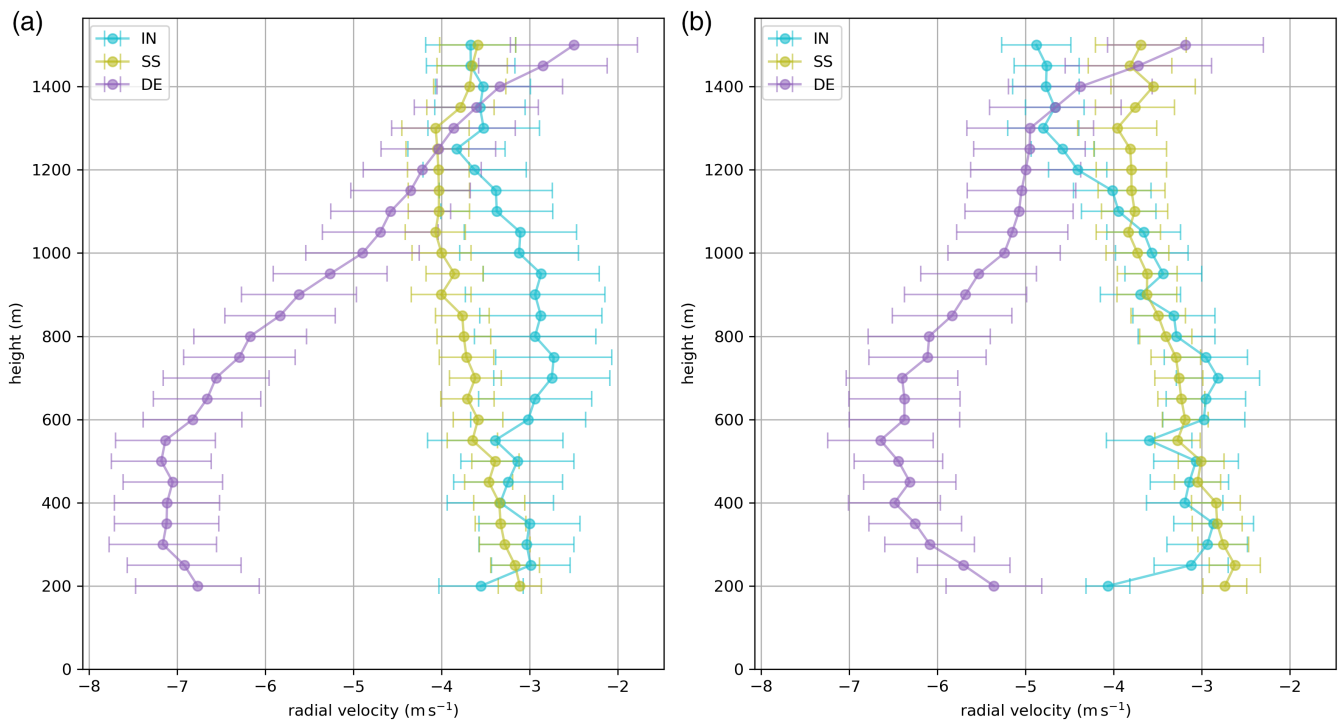 (a)
IN
SS
DE
1400
1200
1000
800
600
400
200
0
height (m)
−8 −7 −6 −5 −4 −3 −2
radial velocity (m s⁻¹)
(b)
IN
SS
DE
1400
1200
1000
800
600
400
200
0
height (m)
−8 −7 −6 −5 −4 −3 −2
radial velocity (m s⁻¹)